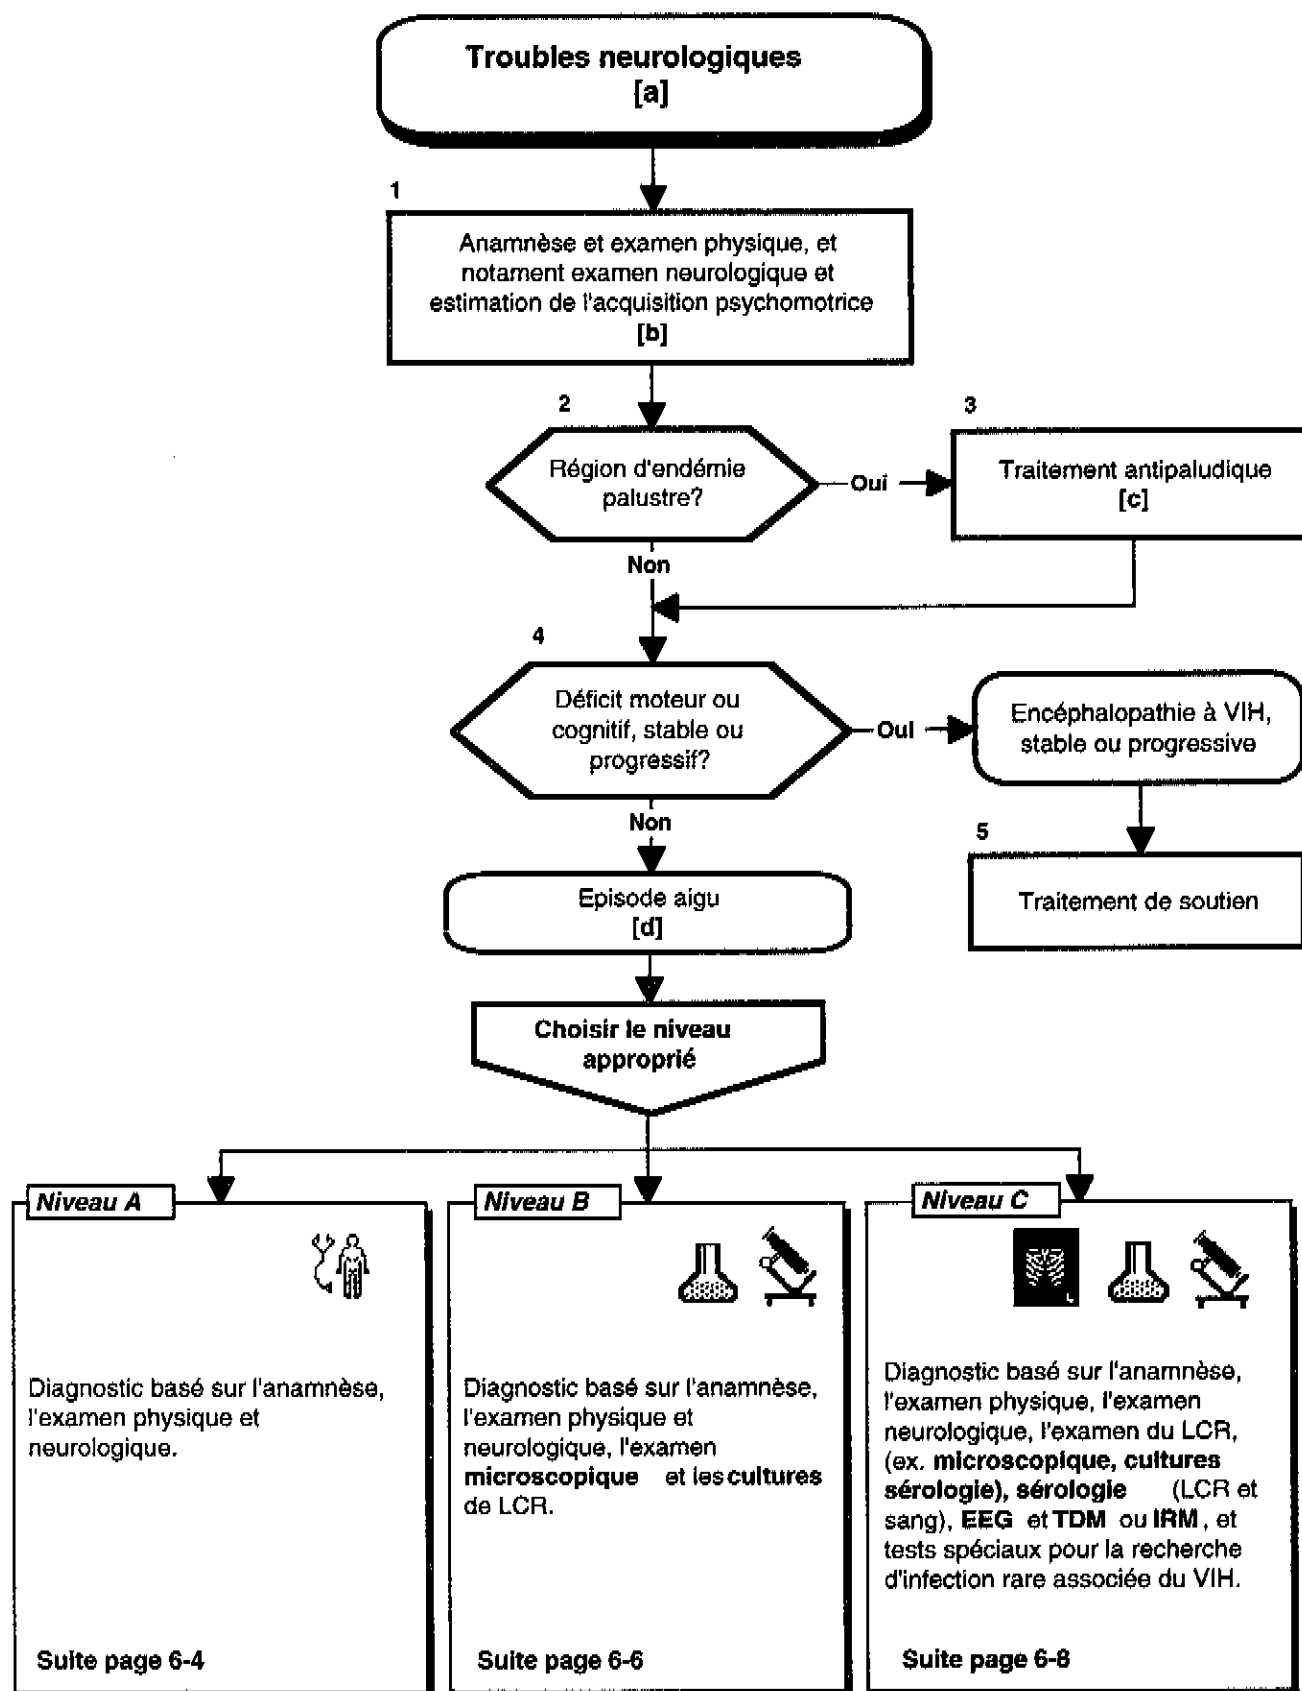 Troubles neurologiques
[a]
1
Anamnèse et examen physique, et
notament examen neurologique et
estimation de l'acquisition psychomotrice
[b]
2
Région d'endémie
palustre?
Oui
3
Traitement antipaludique
[c]
Non
4
Déficit moteur ou
cognitif, stable ou
progressif?
Oui
Encéphalopathie à VIH,
stable ou progressive
Non
5
Traitement de soutien
Episode aigu
[d]
Choisir le niveau
approprié
Niveau A
Diagnostic basé sur l'anamnèse,
l'examen physique et
neurologique.
Suite page 6-4
Niveau B
Diagnostic basé sur l'anamnèse,
l'examen physique et
neurologique, l'examen
microscopique et les cultures
de LCR.
Suite page 6-6
Niveau C
L
Diagnostic basé sur l'anamnèse,
l'examen physique, l'examen
neurologique, l'examen du LCR,
(ex. microscopique, cultures
sérologie), sérologie (LCR et
sang), EEG et TDM ou IRM, et
tests spéciaux pour la recherche
d'infection rare associée du VIH.
Suite page 6-8